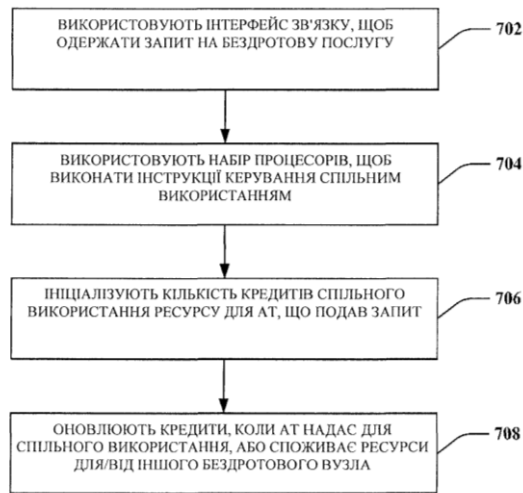 ВИКОРИСТОВУЮТЬ ІНТЕРФЕЙС ЗВ'ЯЗКУ, ЩОБ
ОДЕРЖАТИ ЗАПИТ НА БЕЗДРОТОВУ ПОСЛУГУ
702
ВИКОРИСТОВУЮТЬ НАБІР ПРОЦЕСОРІВ, ЩОБ
ВИКОНАТИ ІНСТРУКЦІЇ КЕРУВАННЯ СПІЛЬНИМ
ВИКОРИСТАННЯМ
704
ІНІЦІАЛІЗУЮТЬ КІЛЬКІСТЬ КРЕДИТІВ СПІЛЬНОГО
ВИКОРИСТАННЯ РЕСУРСУ ДЛЯ АТ, ЩО ПОДАВ ЗАПИТ
706
ОНОВЛЮЮТЬ КРЕДИТИ, КОЛИ АТ НАДАЄ ДЛЯ
СПІЛЬНОГО ВИКОРИСТАННЯ, АБО СПОЖИВАЄ РЕСУРСИ
ДЛЯ/ВІД ІНШОГО БЕЗДРОТОВОГО ВУЗЛА
708